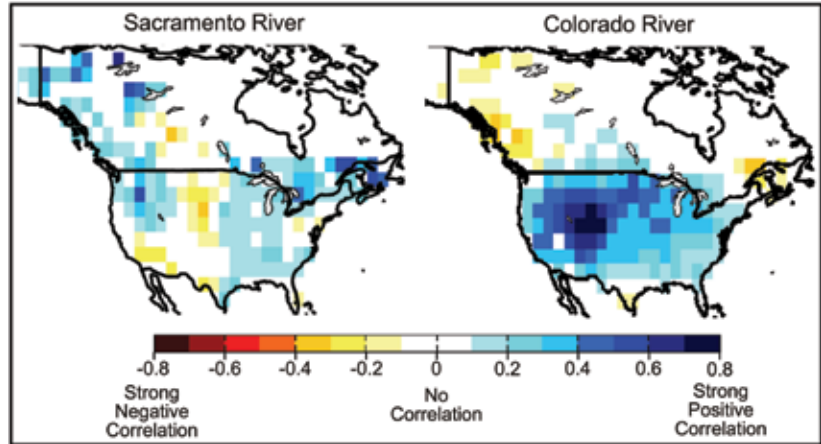 Sacramento River
Colorado River
-0.8 -0.6 -0.4 -0.2 0 0.2 0.4 0.6 0.8
Strong
Negative
Correlation
No
Correlation
Strong
Positive
Correlation